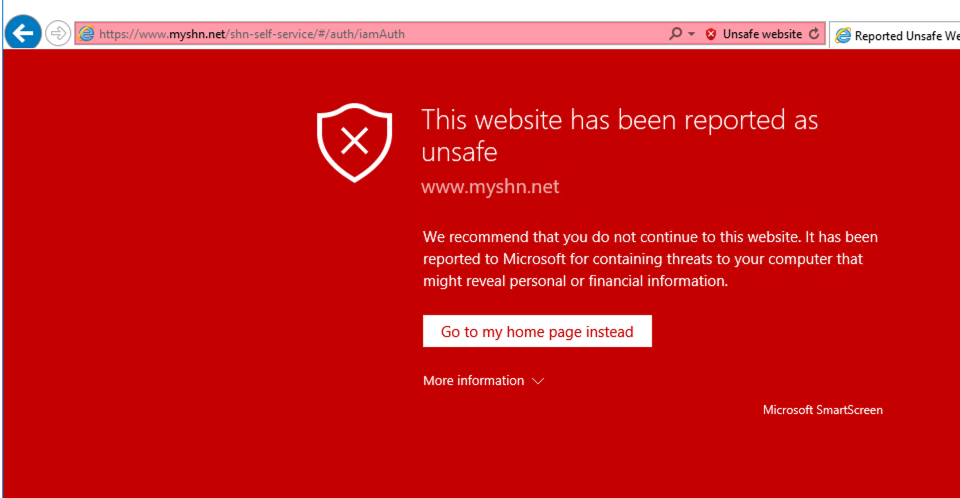 https://www.myshn.net/shn-self-service/#/auth/iamAuth Unsafe website Reported Unsafe We
This website has been reported as
unsafe
www.myshn.net
We recommend that you do not continue to this website. It has been
reported to Microsoft for containing threats to your computer that
might reveal personal or financial information.
Go to my home page instead
More information
Microsoft SmartScreen